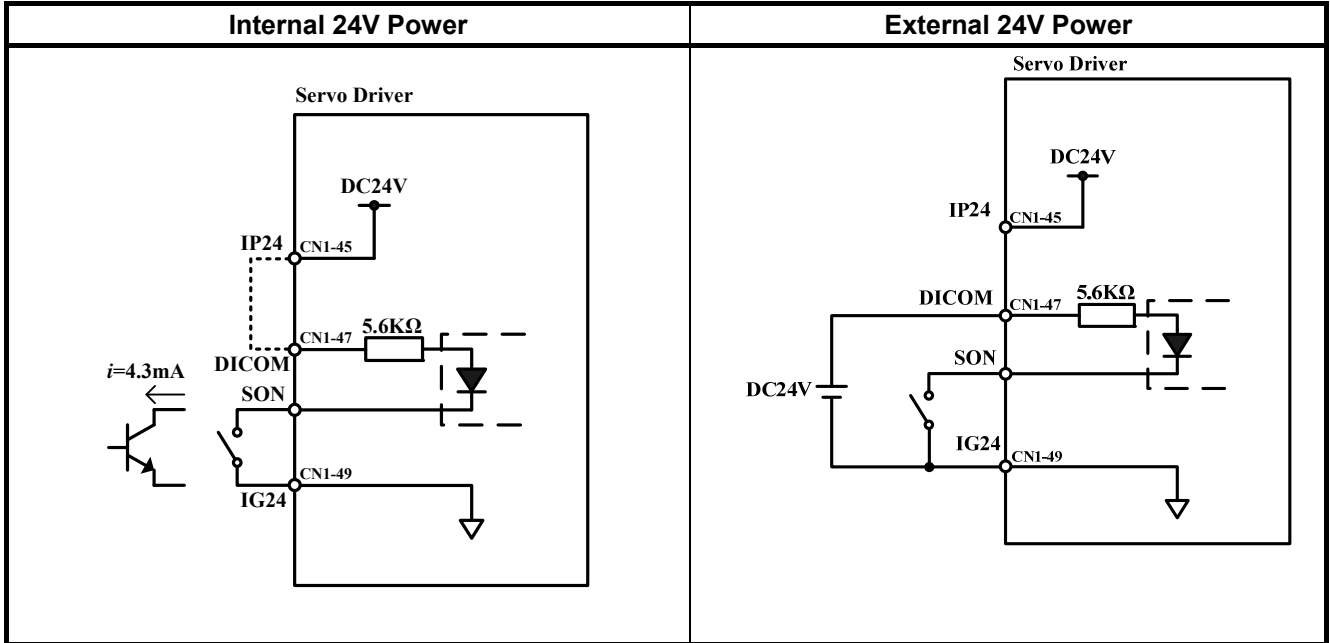 Internal 24V Power
External 24V Power
Servo Driver
DC24V
IP24
CN1-45
CN1-47
5.6KΩ
DICOM
i=4.3mA
SON
CN1-49
IG24
Servo Driver
DC24V
IP24
CN1-45
DICOM
CN1-47
5.6KΩ
SON
DC24V
IG24
CN1-49